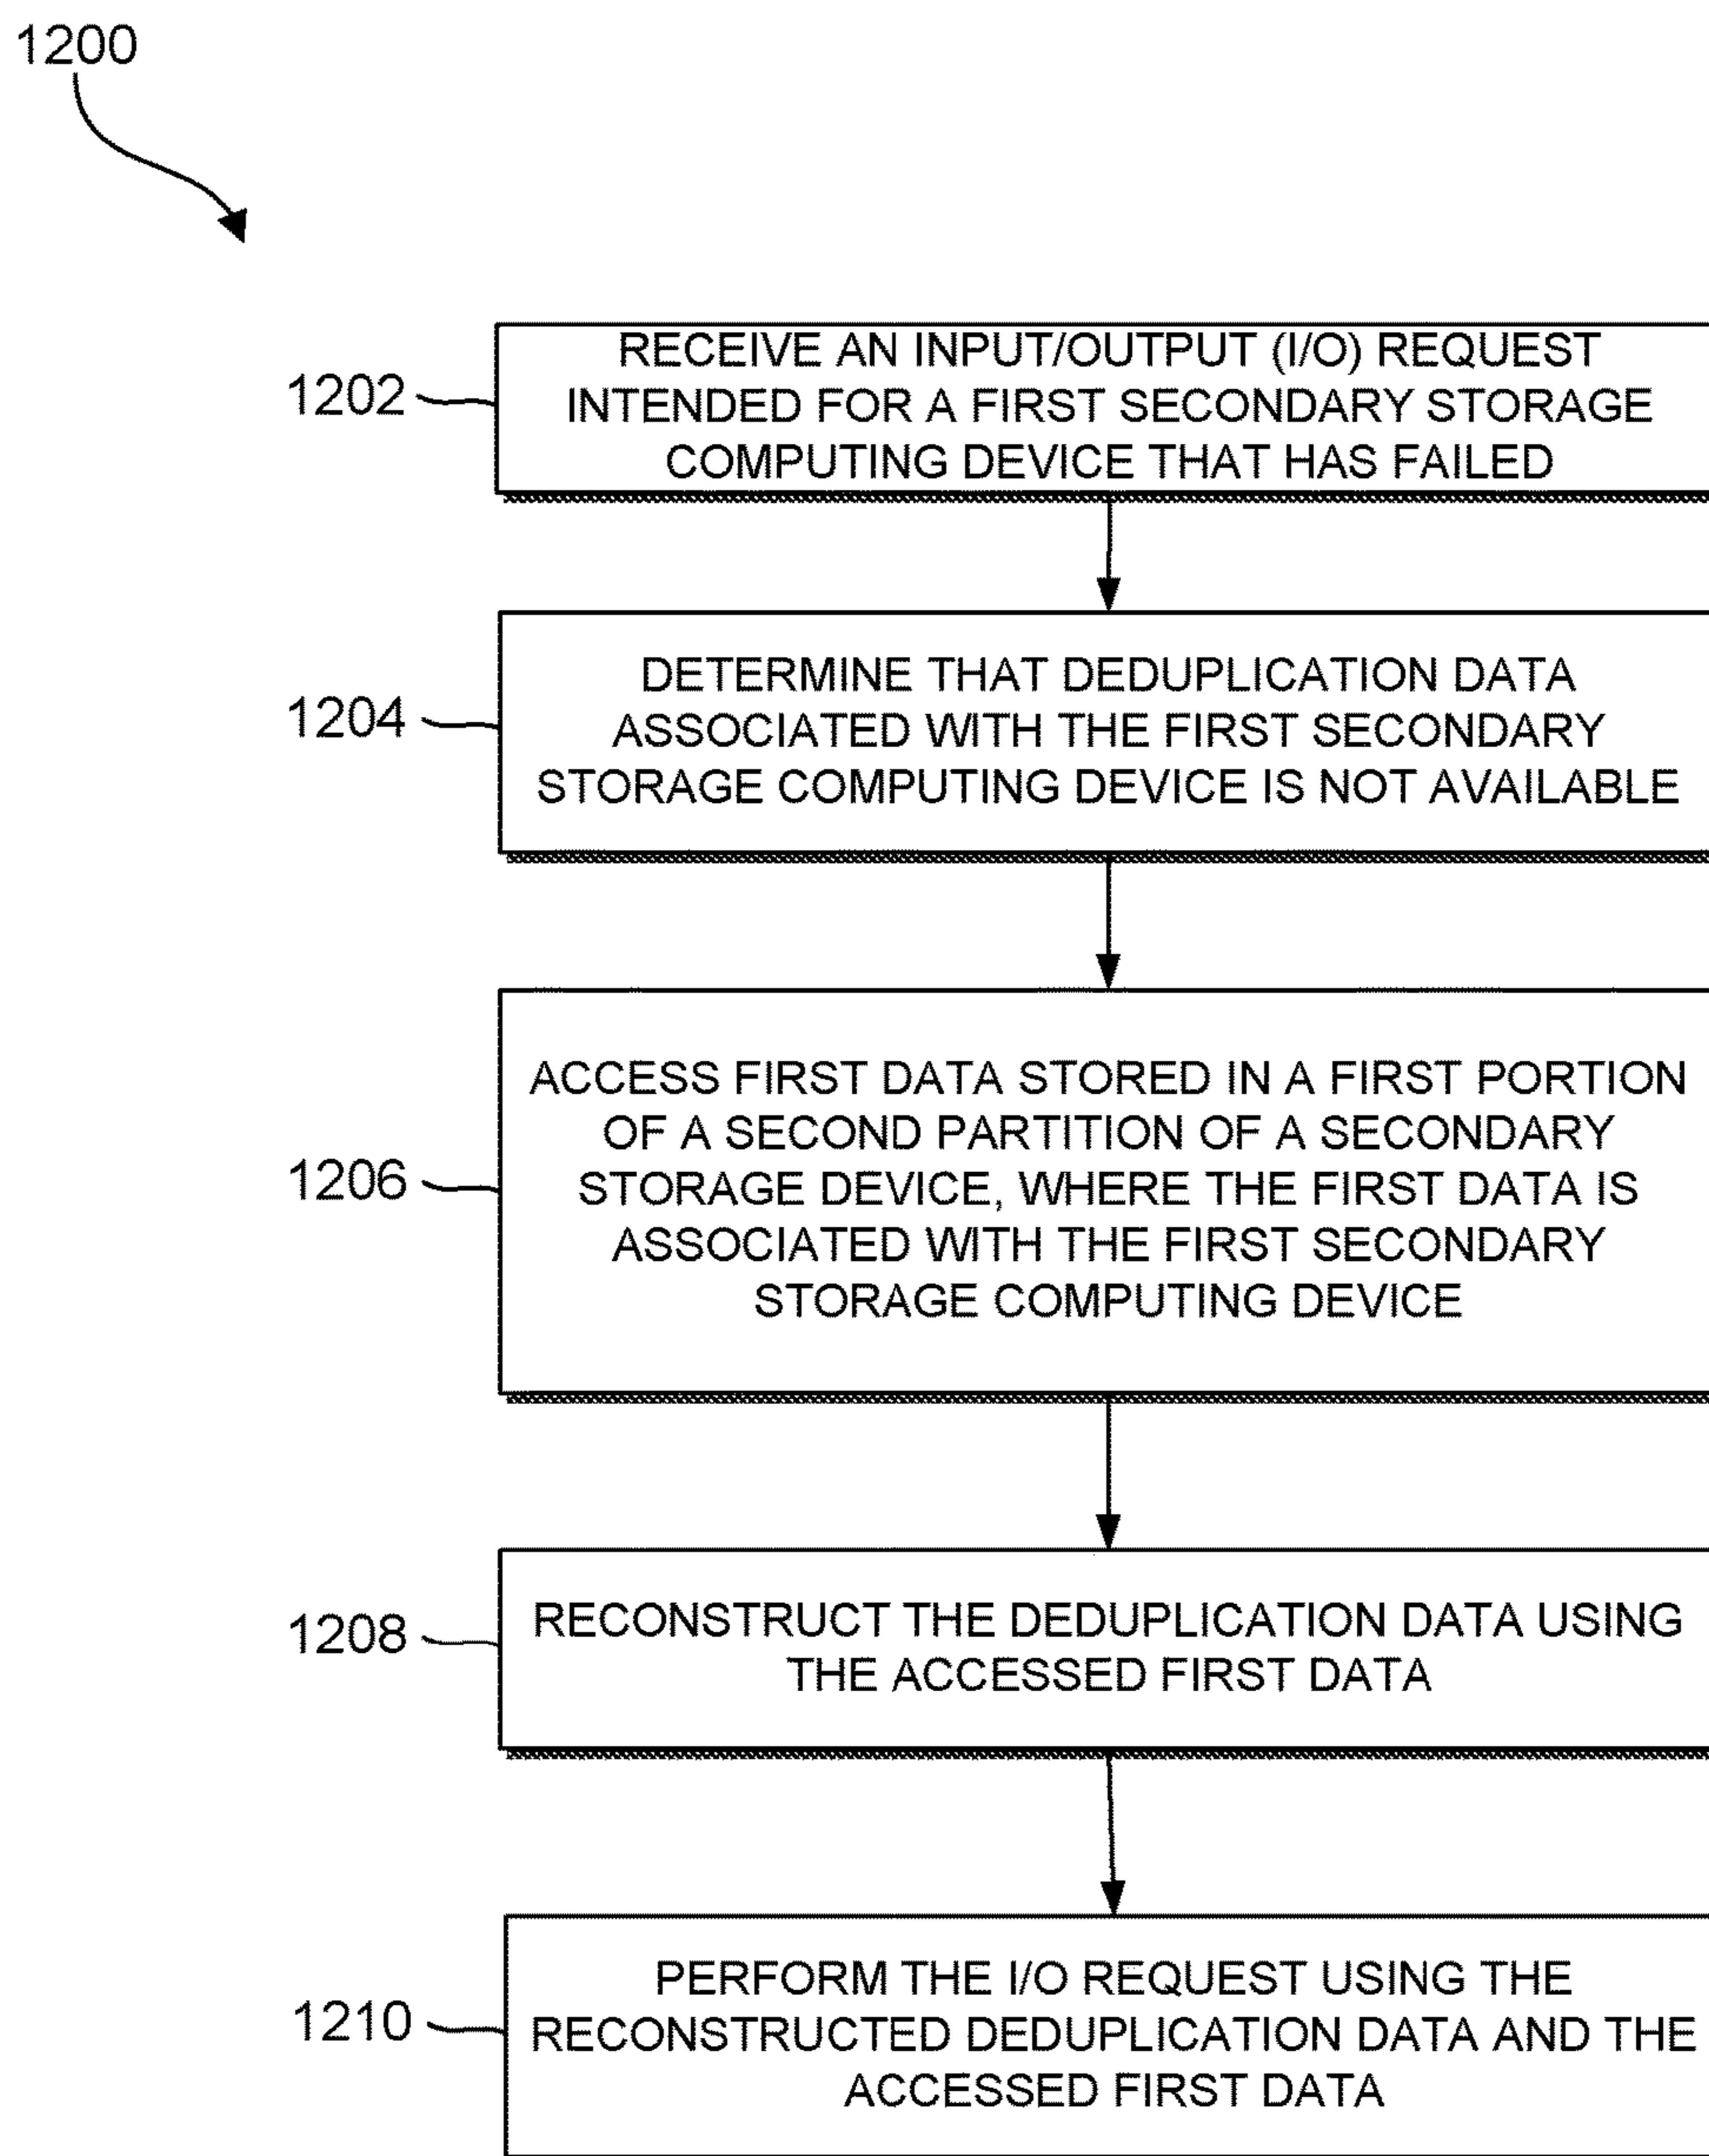 1200
1202
RECEIVE AN INPUT/OUTPUT (I/O) REQUEST
INTENDED FOR A FIRST SECONDARY STORAGE
COMPUTING DEVICE THAT HAS FAILED
1204
DETERMINE THAT DEDUPLICATION DATA
ASSOCIATED WITH THE FIRST SECONDARY
STORAGE COMPUTING DEVICE IS NOT AVAILABLE
1206
ACCESS FIRST DATA STORED IN A FIRST PORTION
OF A SECOND PARTITION OF A SECONDARY
STORAGE DEVICE, WHERE THE FIRST DATA IS
ASSOCIATED WITH THE FIRST SECONDARY
STORAGE COMPUTING DEVICE
1208
RECONSTRUCT THE DEDUPLICATION DATA USING
THE ACCESSED FIRST DATA
1210
PERFORM THE I/O REQUEST USING THE
RECONSTRUCTED DEDUPLICATION DATA AND THE
ACCESSED FIRST DATA